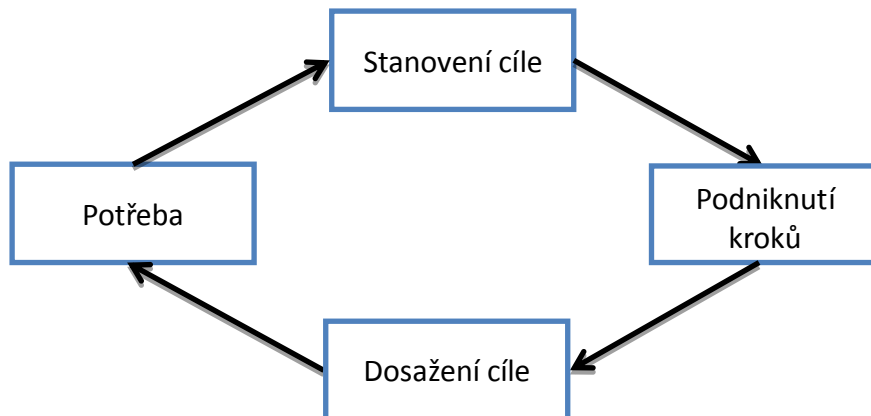 Stanovení cíle
Potřeba
Podniknutí
kroků
Dosažení cíle